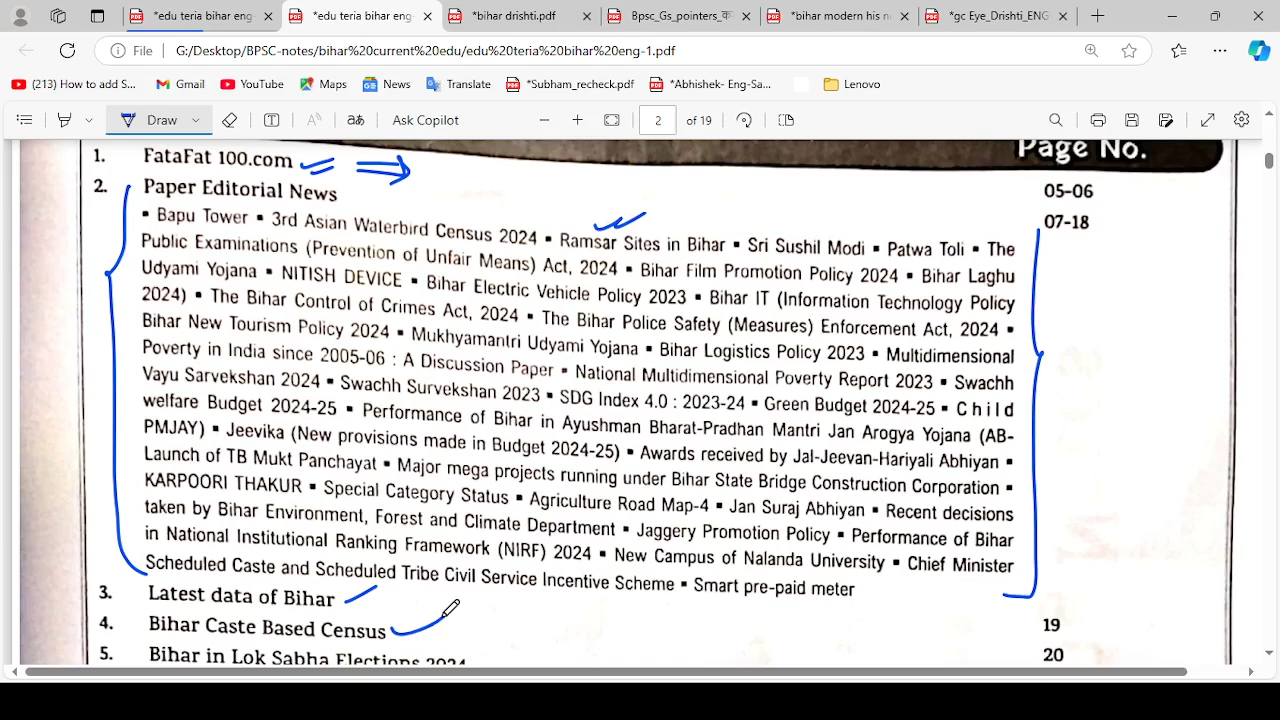 *edu teria bihar eng-
*edu teria bihar eng-
*bihar drishti.pdf
Bpsc_Gs_pointers_
*bihar modern his n
*gc Eye_Drishti_ENG
File G:/Desktop/BPSC-notes/bihar%20current%20edu/edu%20teria%20bihar%20eng-1.pdf
(213) How to add S... Gmail YouTube Maps News Translate *Subham_recheck.pdf *Abhishek- Eng-Sa... Lenovo
Draw Ask Copilot 2 of 19
Page No.
1. FataFat 100.com 05-06
2. Paper Editorial News 07-18
▪ Bapu Tower ▪ 3rd Asian Waterbird Census 2024 ▪ Ramsar Sites in Bihar ▪ Sri Sushil Modi ▪ Patwa Toli ▪ The
Public Examinations (Prevention of Unfair Means) Act, 2024 ▪ Bihar Film Promotion Policy 2024 ▪ Bihar Laghu
Udyami Yojana ▪ NITISH DEVICE ▪ Bihar Electric Vehicle Policy 2023 ▪ Bihar IT (Information Technology Policy
2024) ▪ The Bihar Control of Crimes Act, 2024 ▪ The Bihar Police Safety (Measures) Enforcement Act, 2024 ▪
Bihar New Tourism Policy 2024 ▪ Mukhyamantri Udyami Yojana ▪ Bihar Logistics Policy 2023 ▪ Multidimensional
Poverty in India since 2005-06 : A Discussion Paper ▪ National Multidimensional Poverty Report 2023 ▪ Swachh
Vayu Sarvekshan 2024 ▪ Swachh Survekshan 2023 ▪ SDG Index 4.0 : 2023-24 ▪ Green Budget 2024-25 ▪ Child
welfare Budget 2024-25 ▪ Performance of Bihar in Ayushman Bharat-Pradhan Mantri Jan Arogya Yojana (AB-
PMJAY) ▪ Jeevika (New provisions made in Budget 2024-25) ▪ Awards received by Jal-Jeevan-Hariyali Abhiyan ▪
Launch of TB Mukt Panchayat ▪ Major mega projects running under Bihar State Bridge Construction Corporation ▪
KARPOORI THAKUR ▪ Special Category Status ▪ Agriculture Road Map-4 ▪ Jan Suraj Abhiyan ▪ Recent decisions
taken by Bihar Environment, Forest and Climate Department ▪ Jaggery Promotion Policy ▪ Performance of Bihar
in National Institutional Ranking Framework (NIRF) 2024 ▪ New Campus of Nalanda University ▪ Chief Minister
Scheduled Caste and Scheduled Tribe Civil Service Incentive Scheme ▪ Smart pre-paid meter
3. Latest data of Bihar 19
4. Bihar Caste Based Census 20
5. Bihar in Lok Sabha Elections 2024